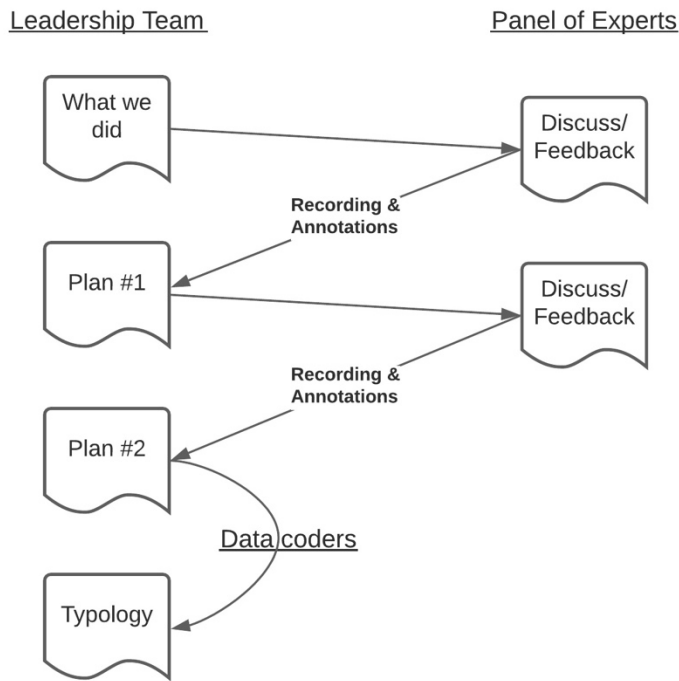 Leadership Team
Panel of Experts
What we
did
Discuss/
Feedback
Recording &
Annotations
Plan #1
Discuss/
Feedback
Recording &
Annotations
Plan #2
Data coders
Typology